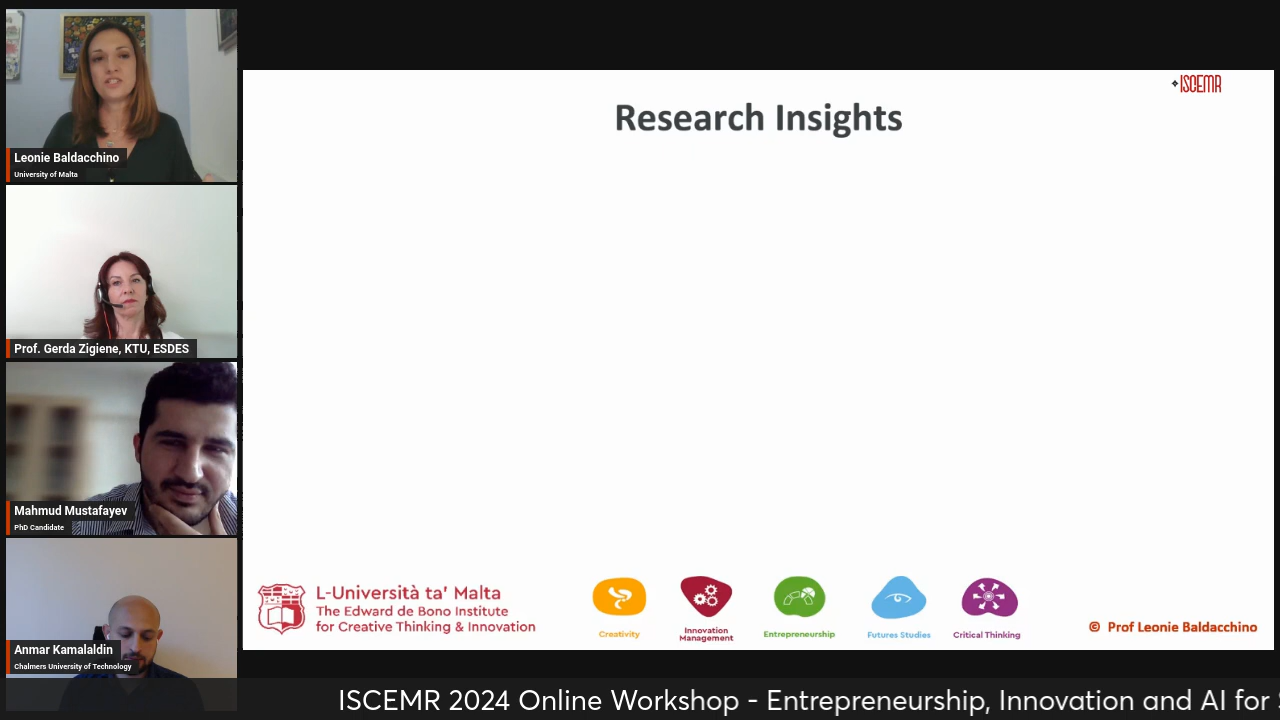 Leonie Baldacchino
University of Malta
Prof. Gerda Zigiene, KTU, ESDES
Mahmud Mustafayev
PhD Candidate
Anmar Kamalaldin
Chalmers University of Technology
ISCEMR
Research Insights
L-Università ta' Malta
The Edward de Bono Institute
for Creative Thinking & Innovation
Creativity
Innovation
Management
Entrepreneurship
Futures Studies
Critical Thinking
© Prof Leonie Baldacchino
ISCEMR 2024 Online Workshop - Entrepreneurship, Innovation and AI for